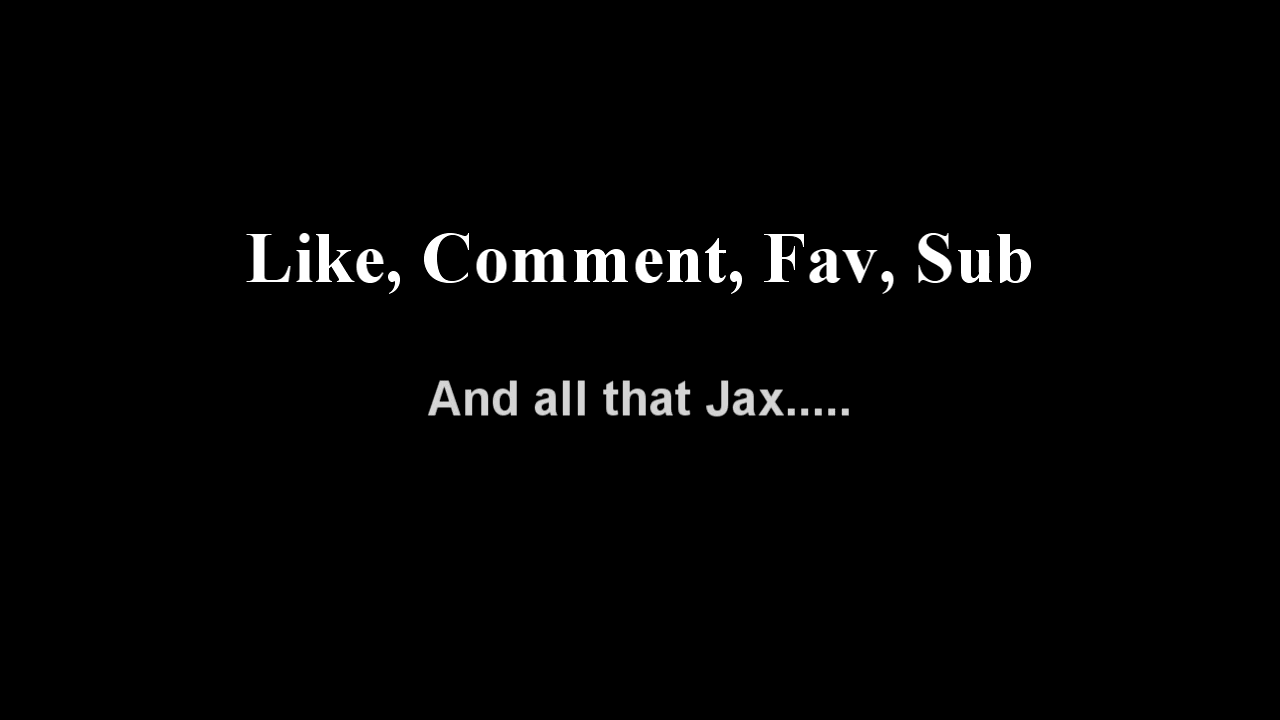 Like, Comment, Fav, Sub
And all that Jax.....